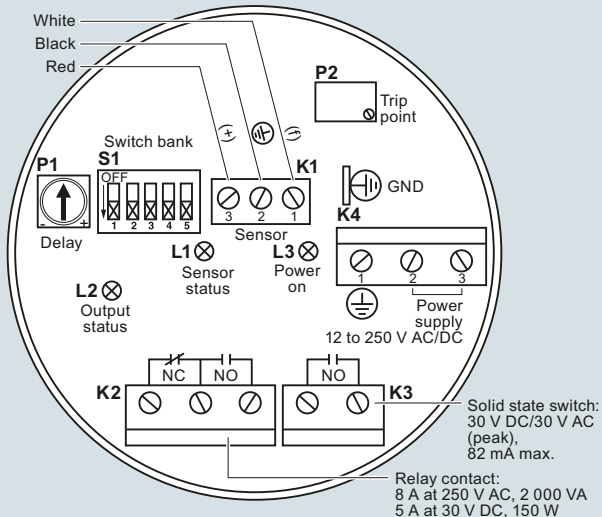 White
Black
Red
P2
Trip
point
Switch bank
P1
S1
OFF
1 2 3 4 5
- +
Delay
(+)
(f)
K1
3 2 1
Sensor
GND
K4
1 2 3
Power
supply
12 to 250 V AC/DC
L1
Sensor
status
L3
Power
on
L2
Output
status
NC
NO
K2
NO
K3
Solid state switch:
30 V DC/30 V AC
(peak),
82 mA max.
Relay contact:
8 A at 250 V AC, 2 000 VA
5 A at 30 V DC, 150 W